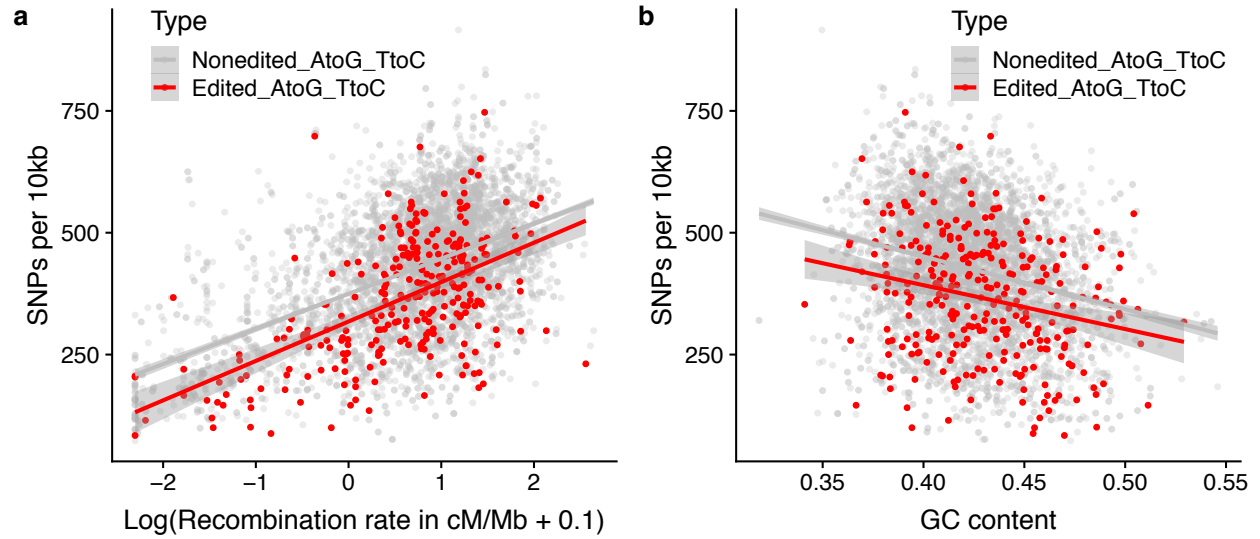 a
Type
Nonedited_AtoG_TtoC
Edited_AtoG_TtoC
SNPs per 10kb
750
500
250
−2 −1 0 1 2
Log(Recombination rate in cM/Mb + 0.1)
b
Type
Nonedited_AtoG_TtoC
Edited_AtoG_TtoC
SNPs per 10kb
750
500
250
0.35 0.40 0.45 0.50 0.55
GC content